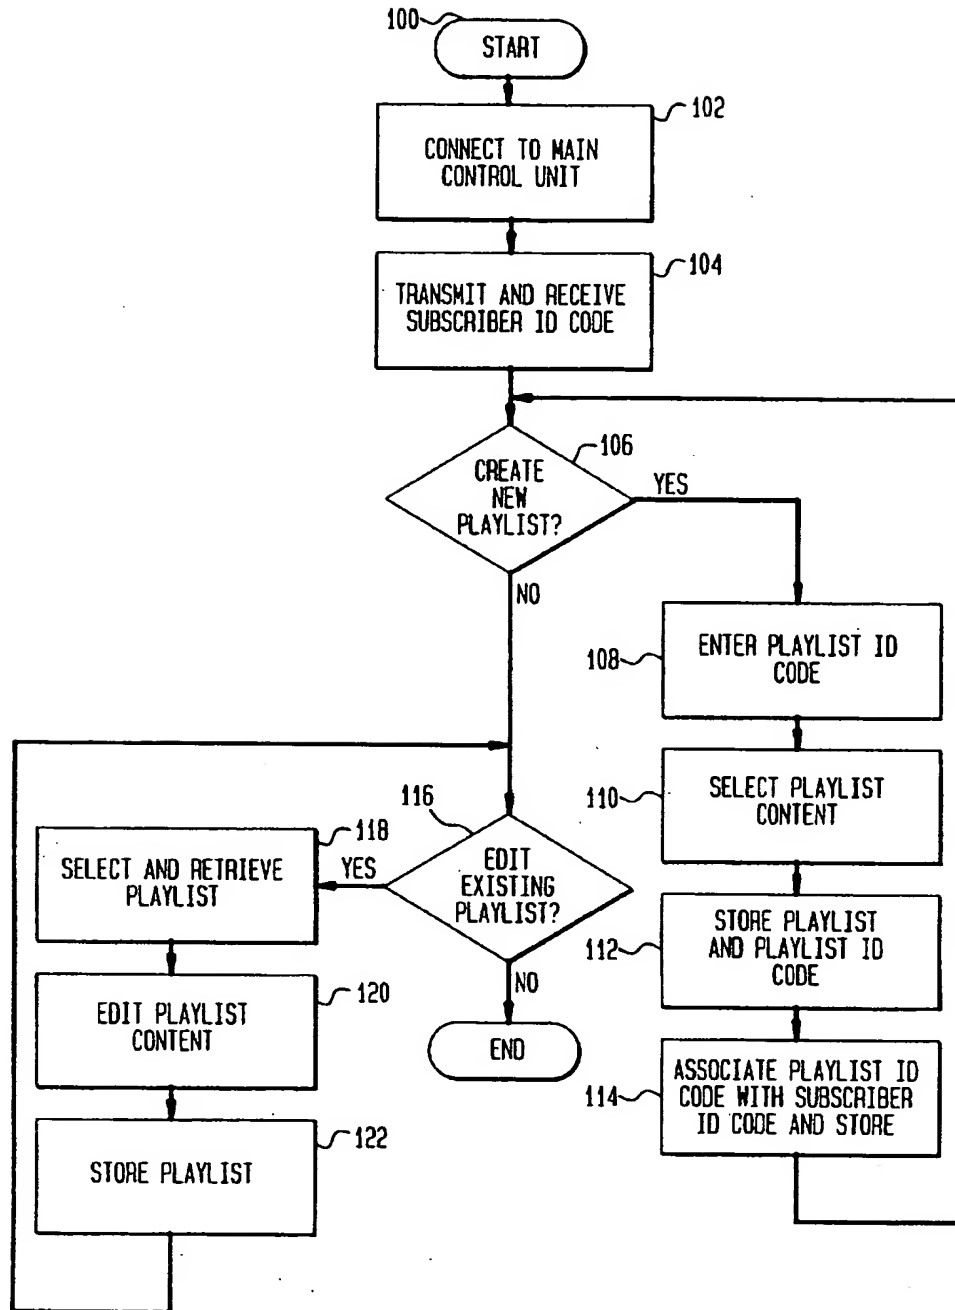 100
START
102
CONNECT TO MAIN
CONTROL UNIT
104
TRANSMIT AND RECEIVE
SUBSCRIBER ID CODE
106
CREATE
NEW
PLAYLIST?
YES
NO
108
ENTER PLAYLIST ID
CODE
110
SELECT PLAYLIST
CONTENT
112
STORE PLAYLIST
AND PLAYLIST ID
CODE
114
ASSOCIATE PLAYLIST ID
CODE WITH SUBSCRIBER
ID CODE AND STORE
116
EDIT
EXISTING
PLAYLIST?
YES
NO
END
118
SELECT AND RETRIEVE
PLAYLIST
120
EDIT PLAYLIST
CONTENT
122
STORE PLAYLIST